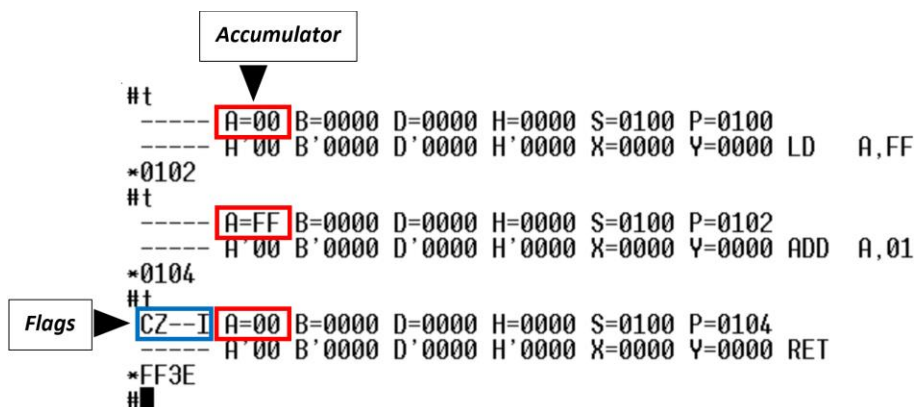 Accumulator
#t
----- A=00 B=0000 D=0000 H=0000 S=0100 P=0100
----- A'00 B'0000 D'0000 H'0000 X=0000 Y=0000 LD A,FF
*0102
#t
----- A=FF B=0000 D=0000 H=0000 S=0100 P=0102
----- A'00 B'0000 D'0000 H'0000 X=0000 Y=0000 ADD A,01
*0104
#t
Flags CZ--I A=00 B=0000 D=0000 H=0000 S=0100 P=0104
----- A'00 B'0000 D'0000 H'0000 X=0000 Y=0000 RET
*FF3E
#